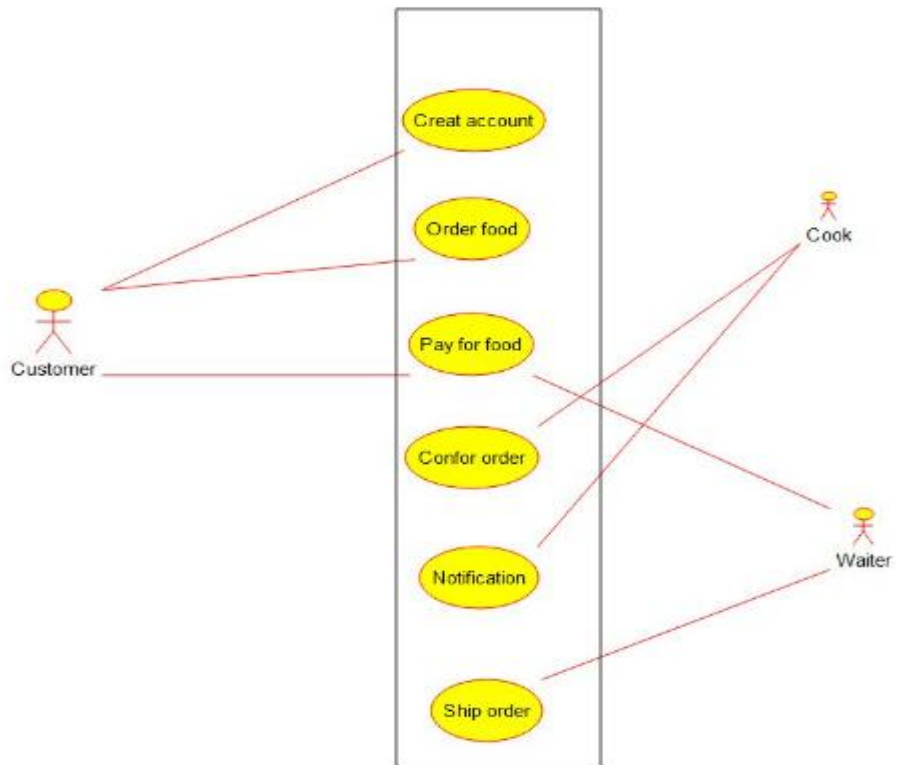 Creat account
Order food
Cook
Pay for food
Customer
Confor order
Waiter
Notification
Ship order